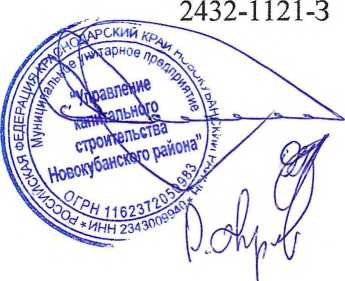 2432-1121-3
РОССИЙСКАЯ ФЕДЕРАЦИЯ КРАСНОДАРСКИЙ КРАЙ НОВОКУБАНСКИЙ РАЙОН
Муниципальное унитарное предприятие
"Управление
капитального
строительства
Новокубанского района"
ОГРН 1162372050983
* ИНН 2343009940 *